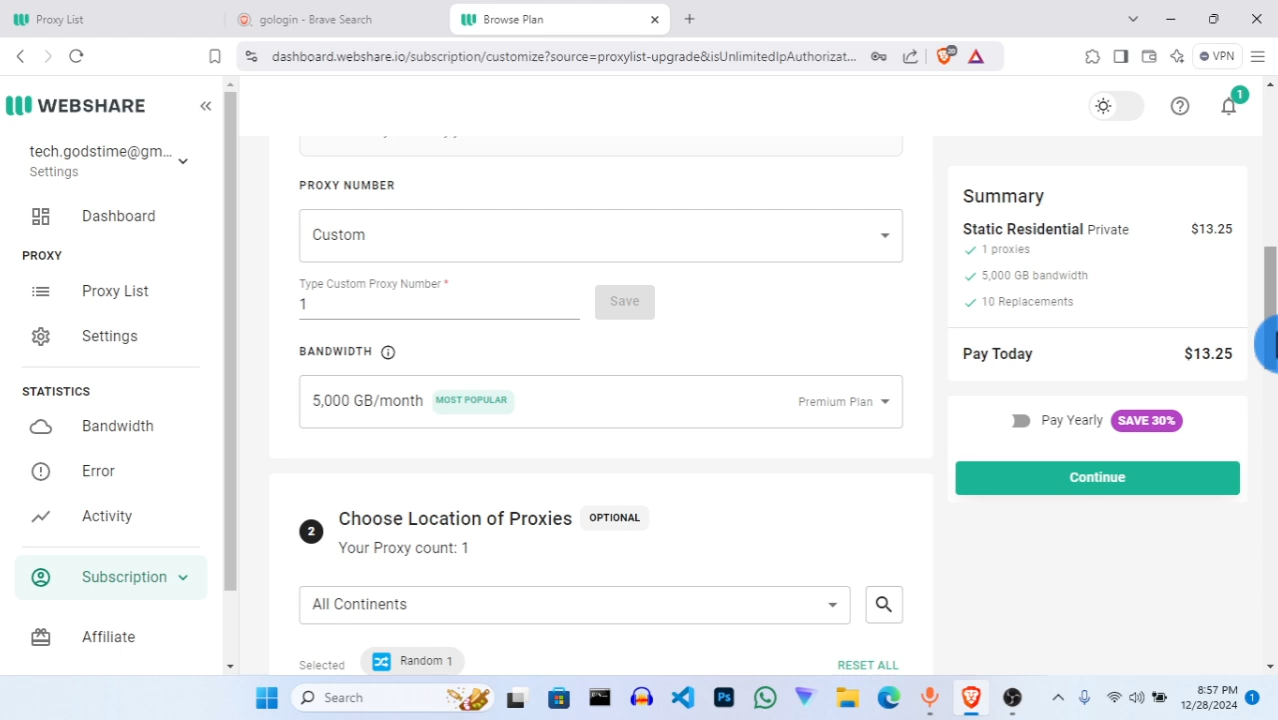 Proxy List
gologin - Brave Search
Browse Plan
dashboard.webshare.io/subscription/customize?source=proxylist-upgrade&isUnlimitedIpAuthorizat...
20
VPN
WEBSHARE
1
tech.godstime@gm...
Settings
Dashboard
PROXY
Proxy List
Settings
STATISTICS
Bandwidth
Error
Activity
Subscription
Affiliate
PROXY NUMBER
Custom
Type Custom Proxy Number *
1
Save
BANDWIDTH
5,000 GB/month MOST POPULAR Premium Plan
2 Choose Location of Proxies OPTIONAL
Your Proxy count: 1
All Continents
Selected Random 1 RESET ALL
Summary
Static Residential Private $13.25
1 proxies
5,000 GB bandwidth
10 Replacements
Pay Today $13.25
Pay Yearly SAVE 30%
Continue
Search
Ps
8:57 PM
12/28/2024
1